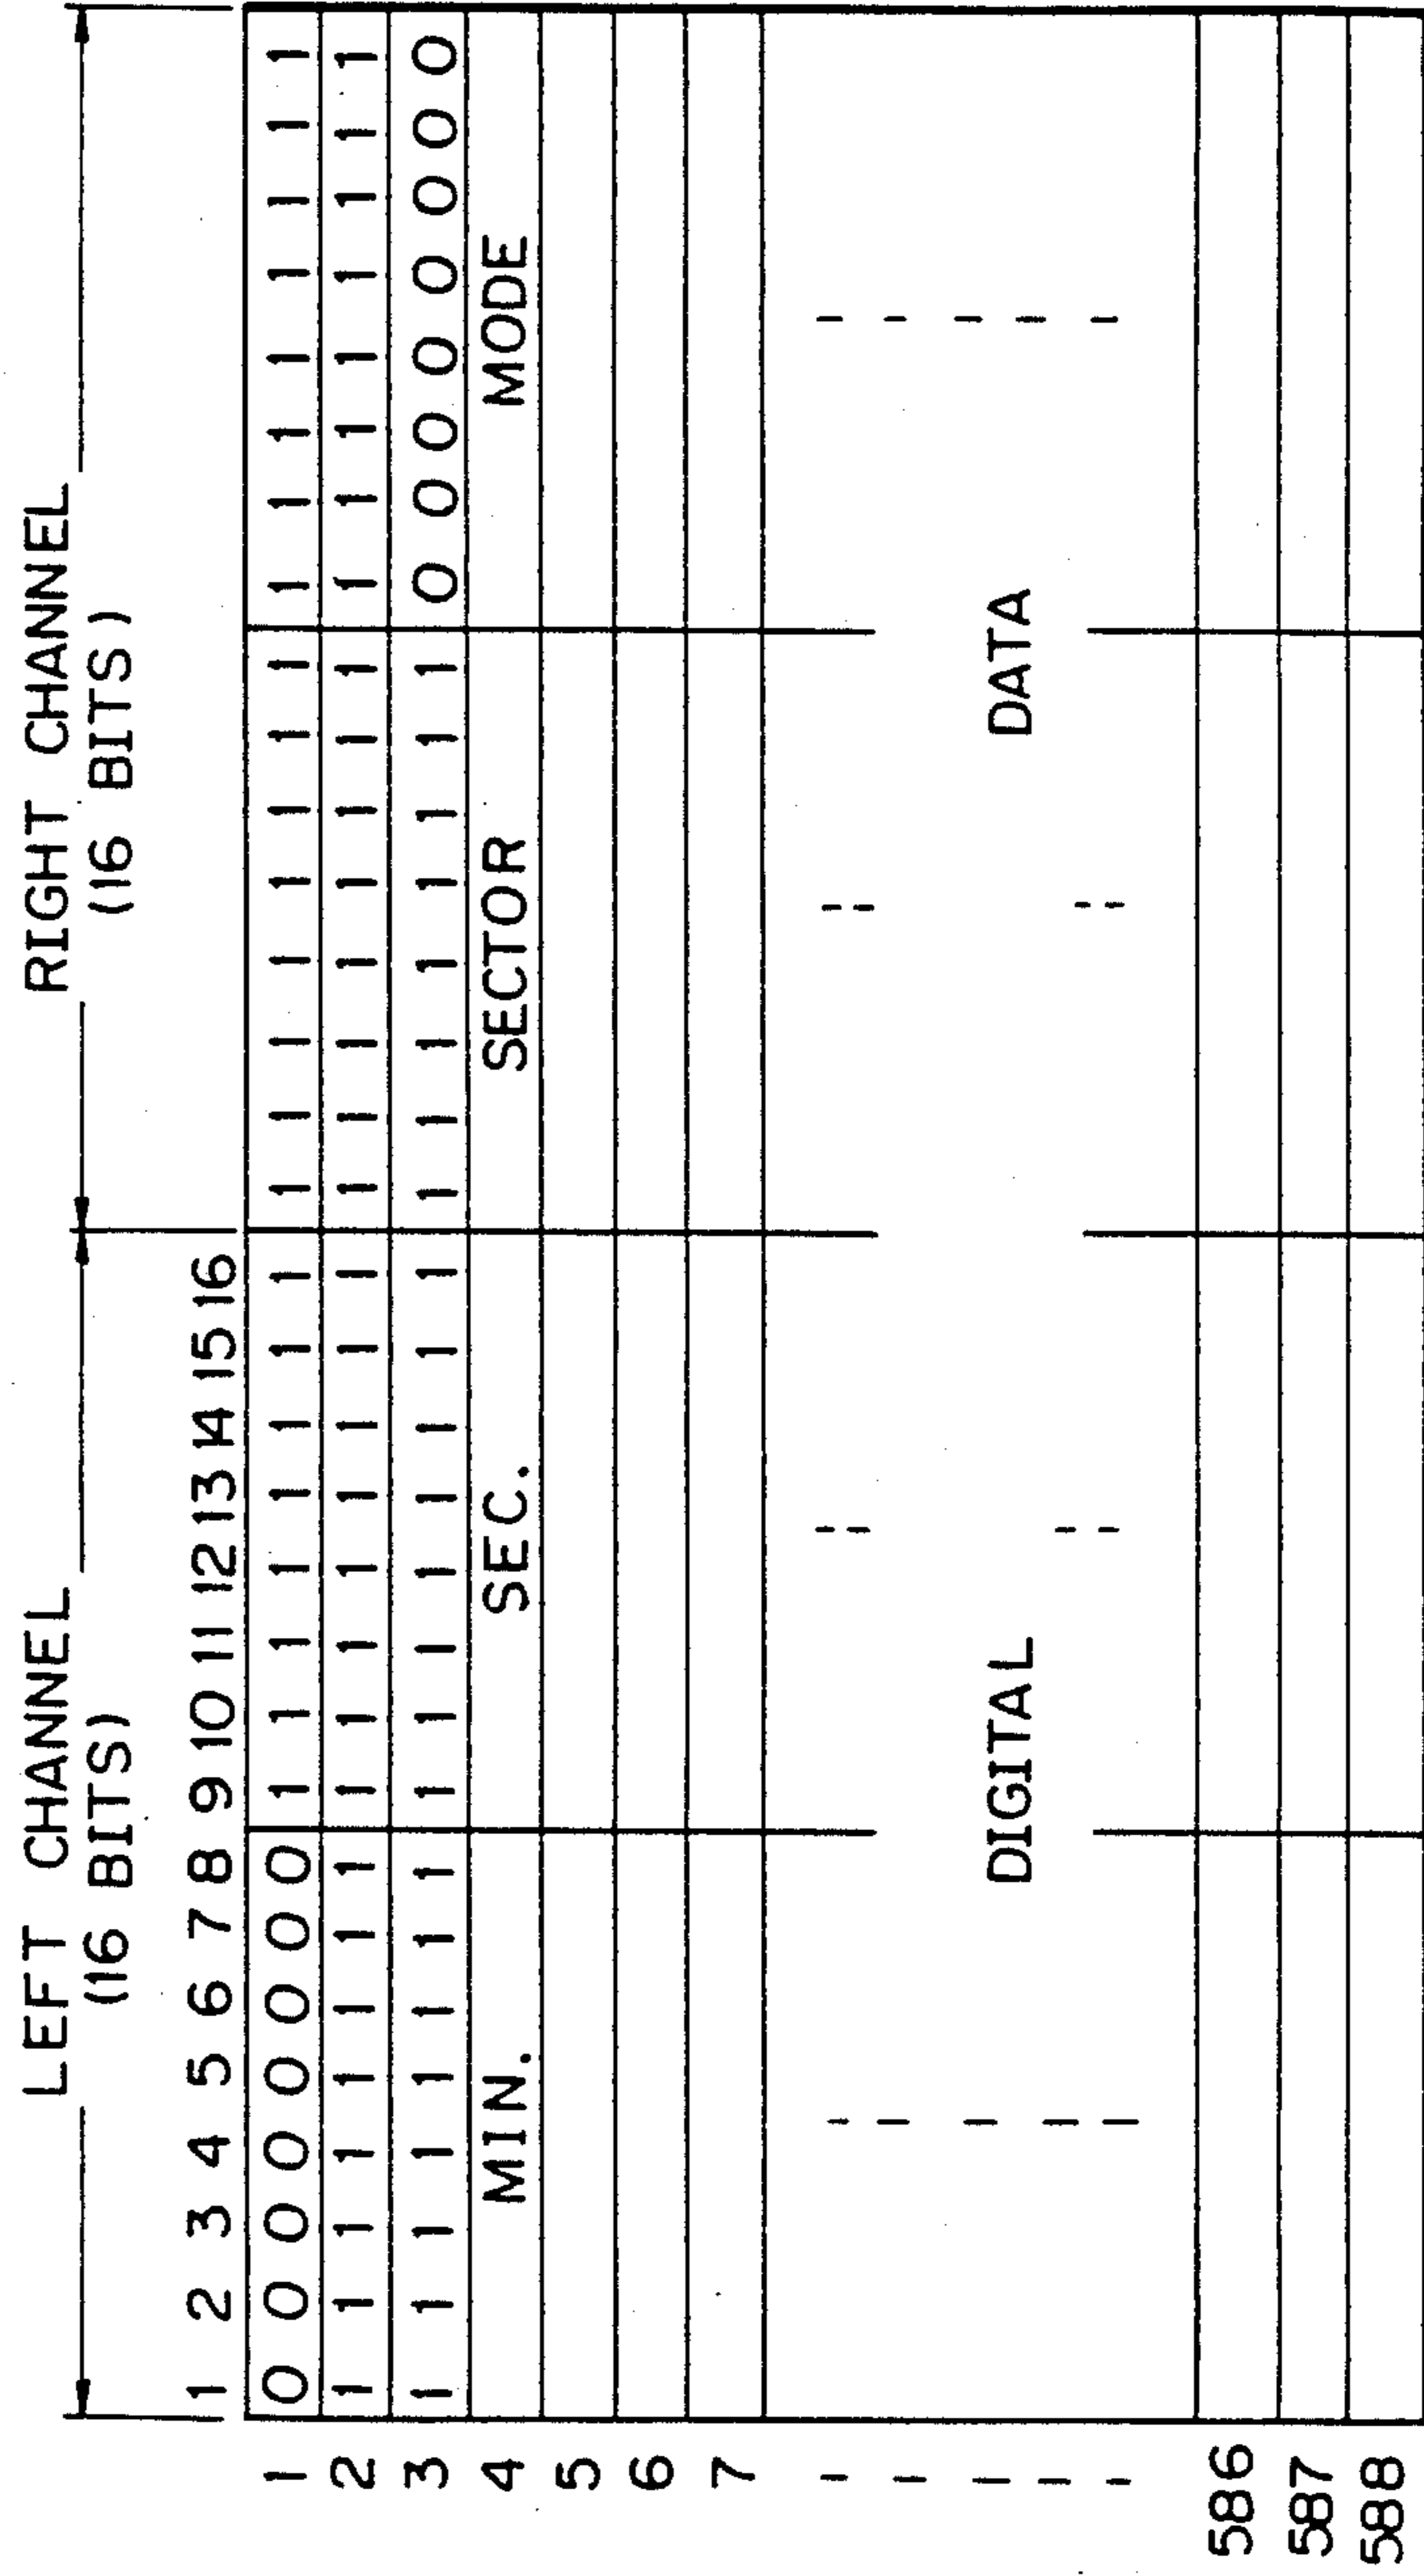 LEFT CHANNEL RIGHT CHANNEL
(16 BITS) (16 BITS)
1 2 3 4 5 6 7 8 9 10 11 12 13 14 15 16
1 0 0 0 0 0 0 0 0 1 1 1 1 1 1 1 1 1 1 1 1 1 1 1 1 1 1 1 1 1 1 1 1
2 1 1 1 1 1 1 1 1 1 1 1 1 1 1 1 1 1 1 1 1 1 1 1 1 1 1 1 1 1 1 1 1
3 1 1 1 1 1 1 1 1 1 1 1 1 1 1 1 1 1 1 1 1 1 1 1 1 0 0 0 0 0 0 0 0
4 MIN. SEC. SECTOR MODE
5
6
7
DIGITAL DATA
586
587
588